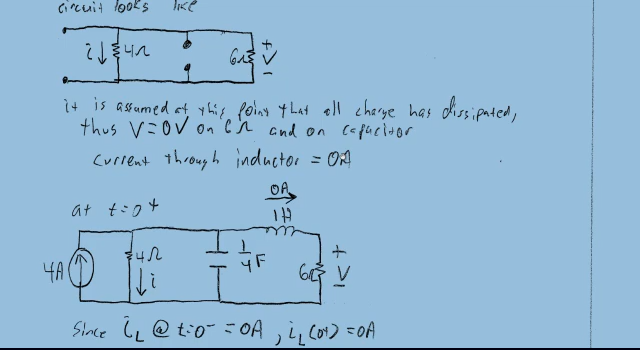 circuit looks like
i ↓ 4Ω 6Ω + V -
it is assumed at this point that all charge has dissipated,
thus V=0V on 6Ω and on capacitor
current through inductor = 0A
0A
at t=0+ 1H
4A 4Ω i 1/4 F 6Ω + V -
Since iL @ t=0- = 0A , iL(0+) = 0A